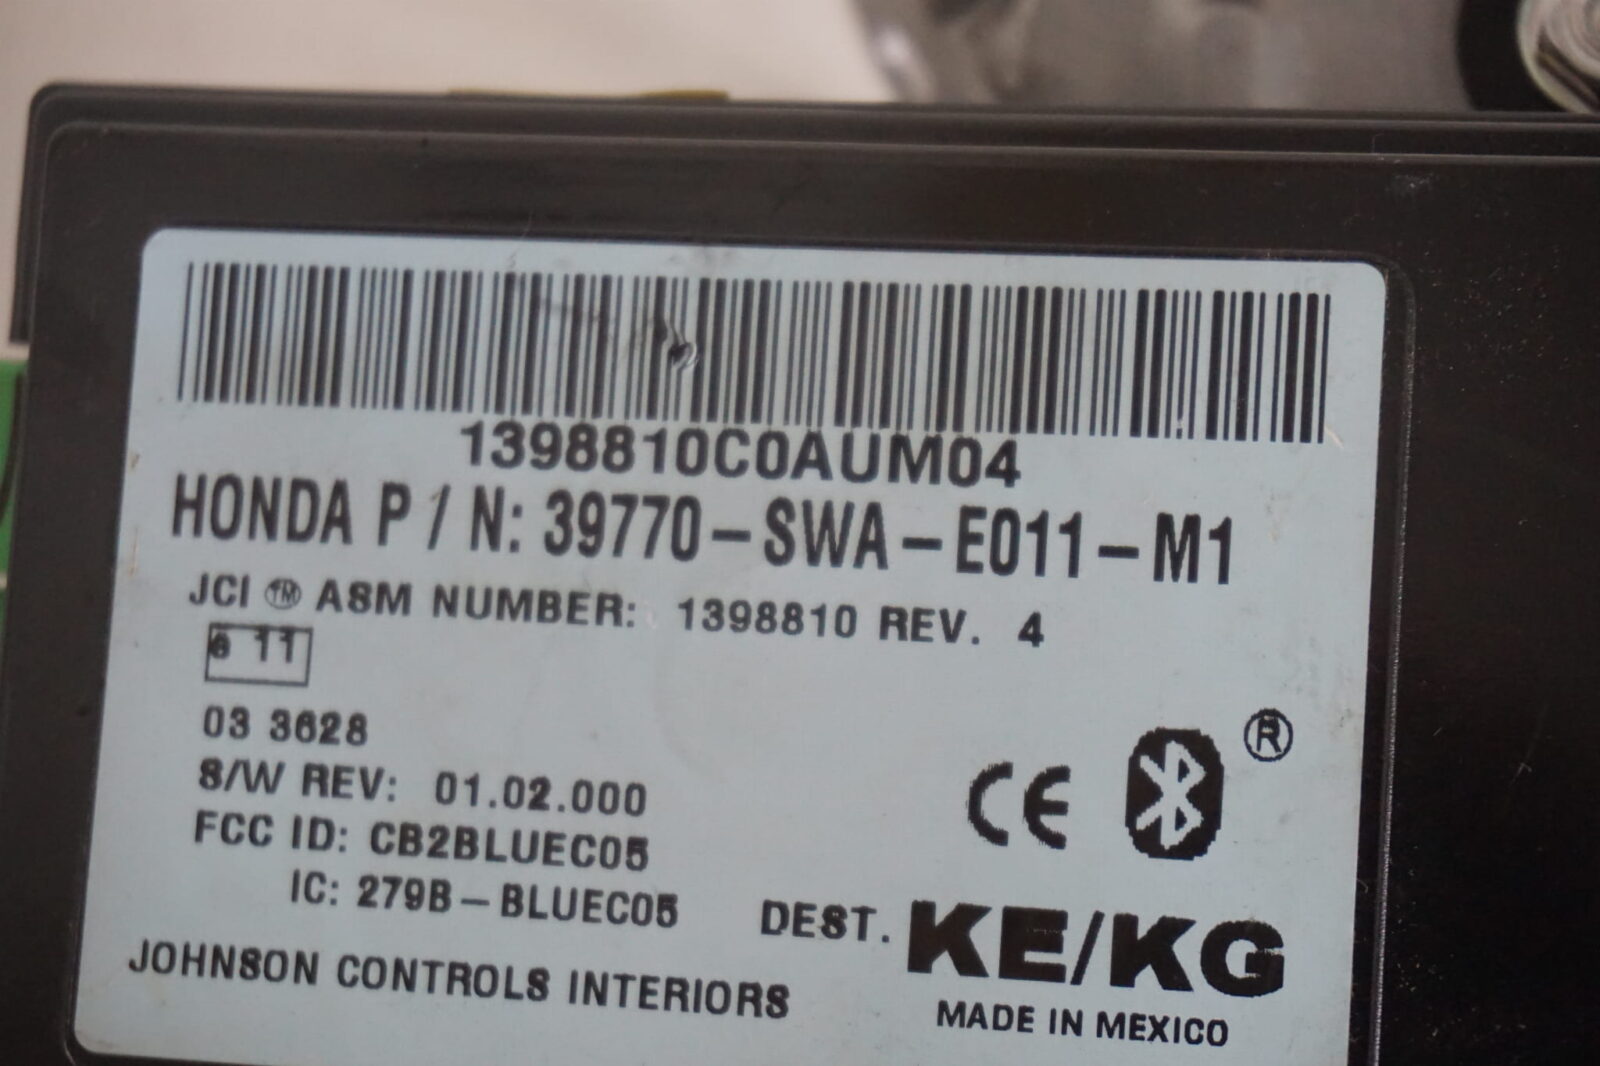 1398810C0AUM04
HONDA P / N: 39770-SWA-E011-M1
JCI ™ ASM NUMBER: 1398810 REV. 4
e 11
03 3628
S/W REV: 01.02.000
FCC ID: CB2BLUEC05
IC: 279B-BLUEC05
CE ®
DEST. KE/KG
JOHNSON CONTROLS INTERIORS
MADE IN MEXICO